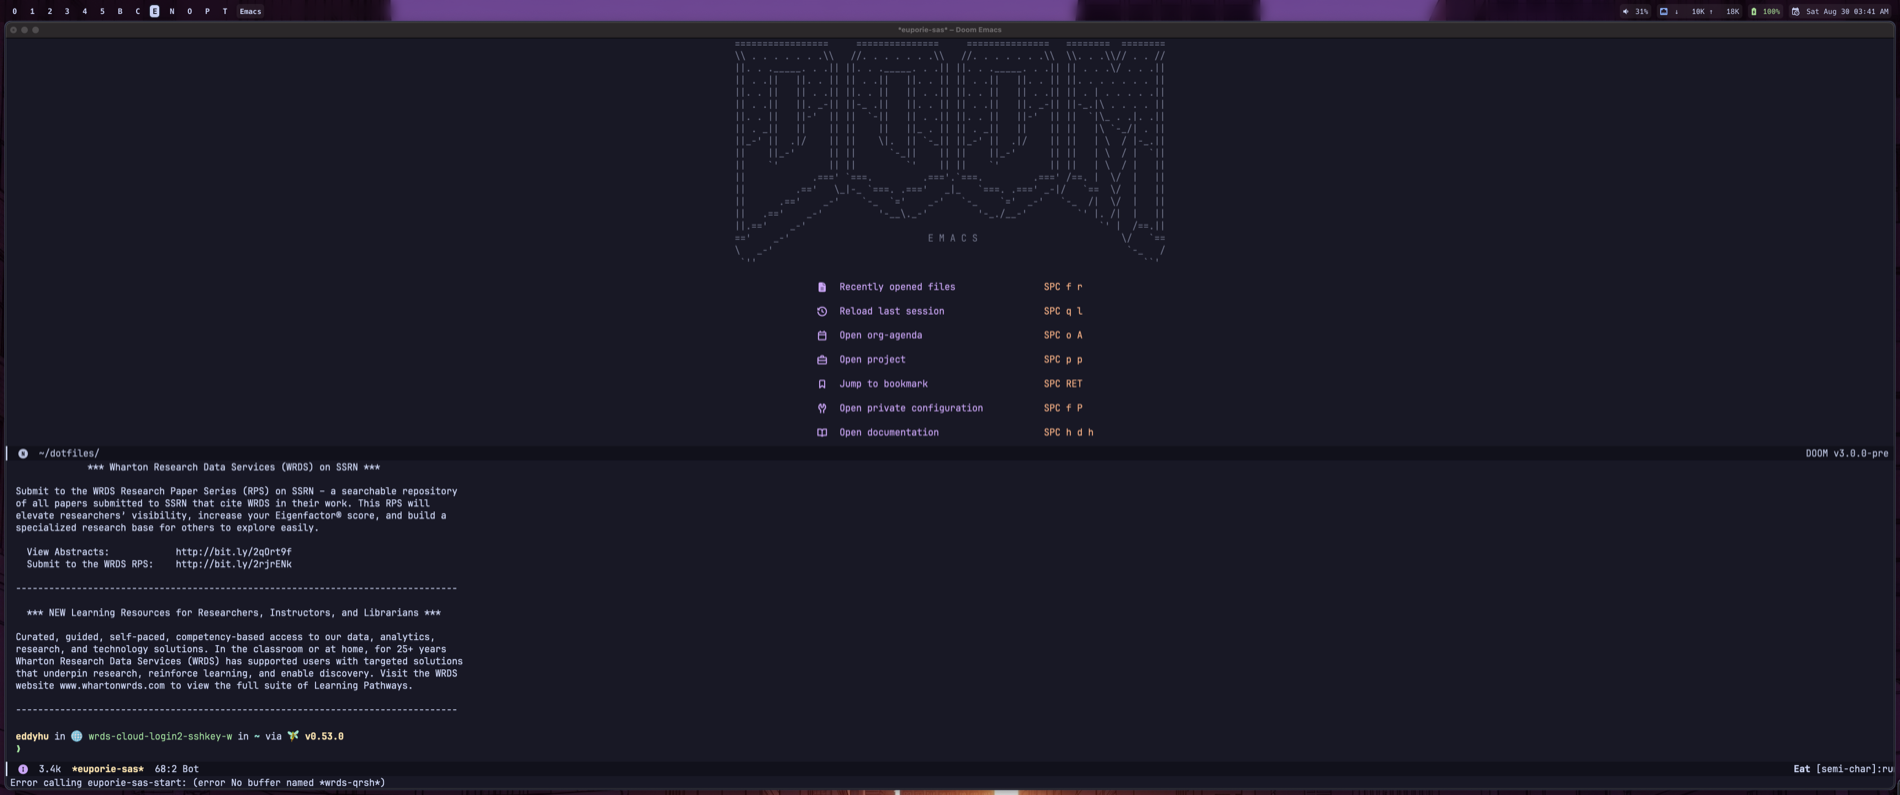 0 1 2 3 4 5 B C E N O P T Emacs 31% ↓ 10K ↑ 18K 100% Sat Aug 30 03:41 AM
*euporie-sas* – Doom Emacs
E M A C S
Recently opened files SPC f r
Reload last session SPC q l
Open org-agenda SPC o A
Open project SPC p p
Jump to bookmark SPC RET
Open private configuration SPC f P
Open documentation SPC h d h
N ~/dotfiles/ DOOM v3.0.0-pre
*** Wharton Research Data Services (WRDS) on SSRN ***
Submit to the WRDS Research Paper Series (RPS) on SSRN – a searchable repository
of all papers submitted to SSRN that cite WRDS in their work. This RPS will
elevate researchers' visibility, increase your Eigenfactor® score, and build a
specialized research base for others to explore easily.
View Abstracts: http://bit.ly/2qOrt9f
Submit to the WRDS RPS: http://bit.ly/2rjrENk
--------------------------------------------------------------------------------
*** NEW Learning Resources for Researchers, Instructors, and Librarians ***
Curated, guided, self-paced, competency-based access to our data, analytics,
research, and technology solutions. In the classroom or at home, for 25+ years
Wharton Research Data Services (WRDS) has supported users with targeted solutions
that underpin research, reinforce learning, and enable discovery. Visit the WRDS
website www.whartonwrds.com to view the full suite of Learning Pathways.
--------------------------------------------------------------------------------
eddyhu in 🌐 wrds-cloud-login2-sshkey-w in ~ via v0.53.0
❯
I 3.4k *euporie-sas* 68:2 Bot Eat [semi-char]:ru
Error calling euporie-sas-start: (error No buffer named *wrds-qrsh*)